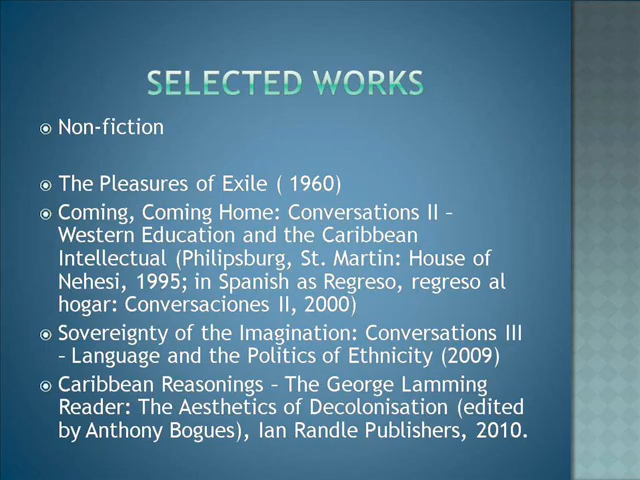 SELECTED WORKS
Non-fiction
The Pleasures of Exile ( 1960)
Coming, Coming Home: Conversations II –
Western Education and the Caribbean
Intellectual (Philipsburg, St. Martin: House of
Nehesi, 1995; in Spanish as Regreso, regreso al
hogar: Conversaciones II, 2000)
Sovereignty of the Imagination: Conversations III
– Language and the Politics of Ethnicity (2009)
Caribbean Reasonings – The George Lamming
Reader: The Aesthetics of Decolonisation (edited
by Anthony Bogues), Ian Randle Publishers, 2010.